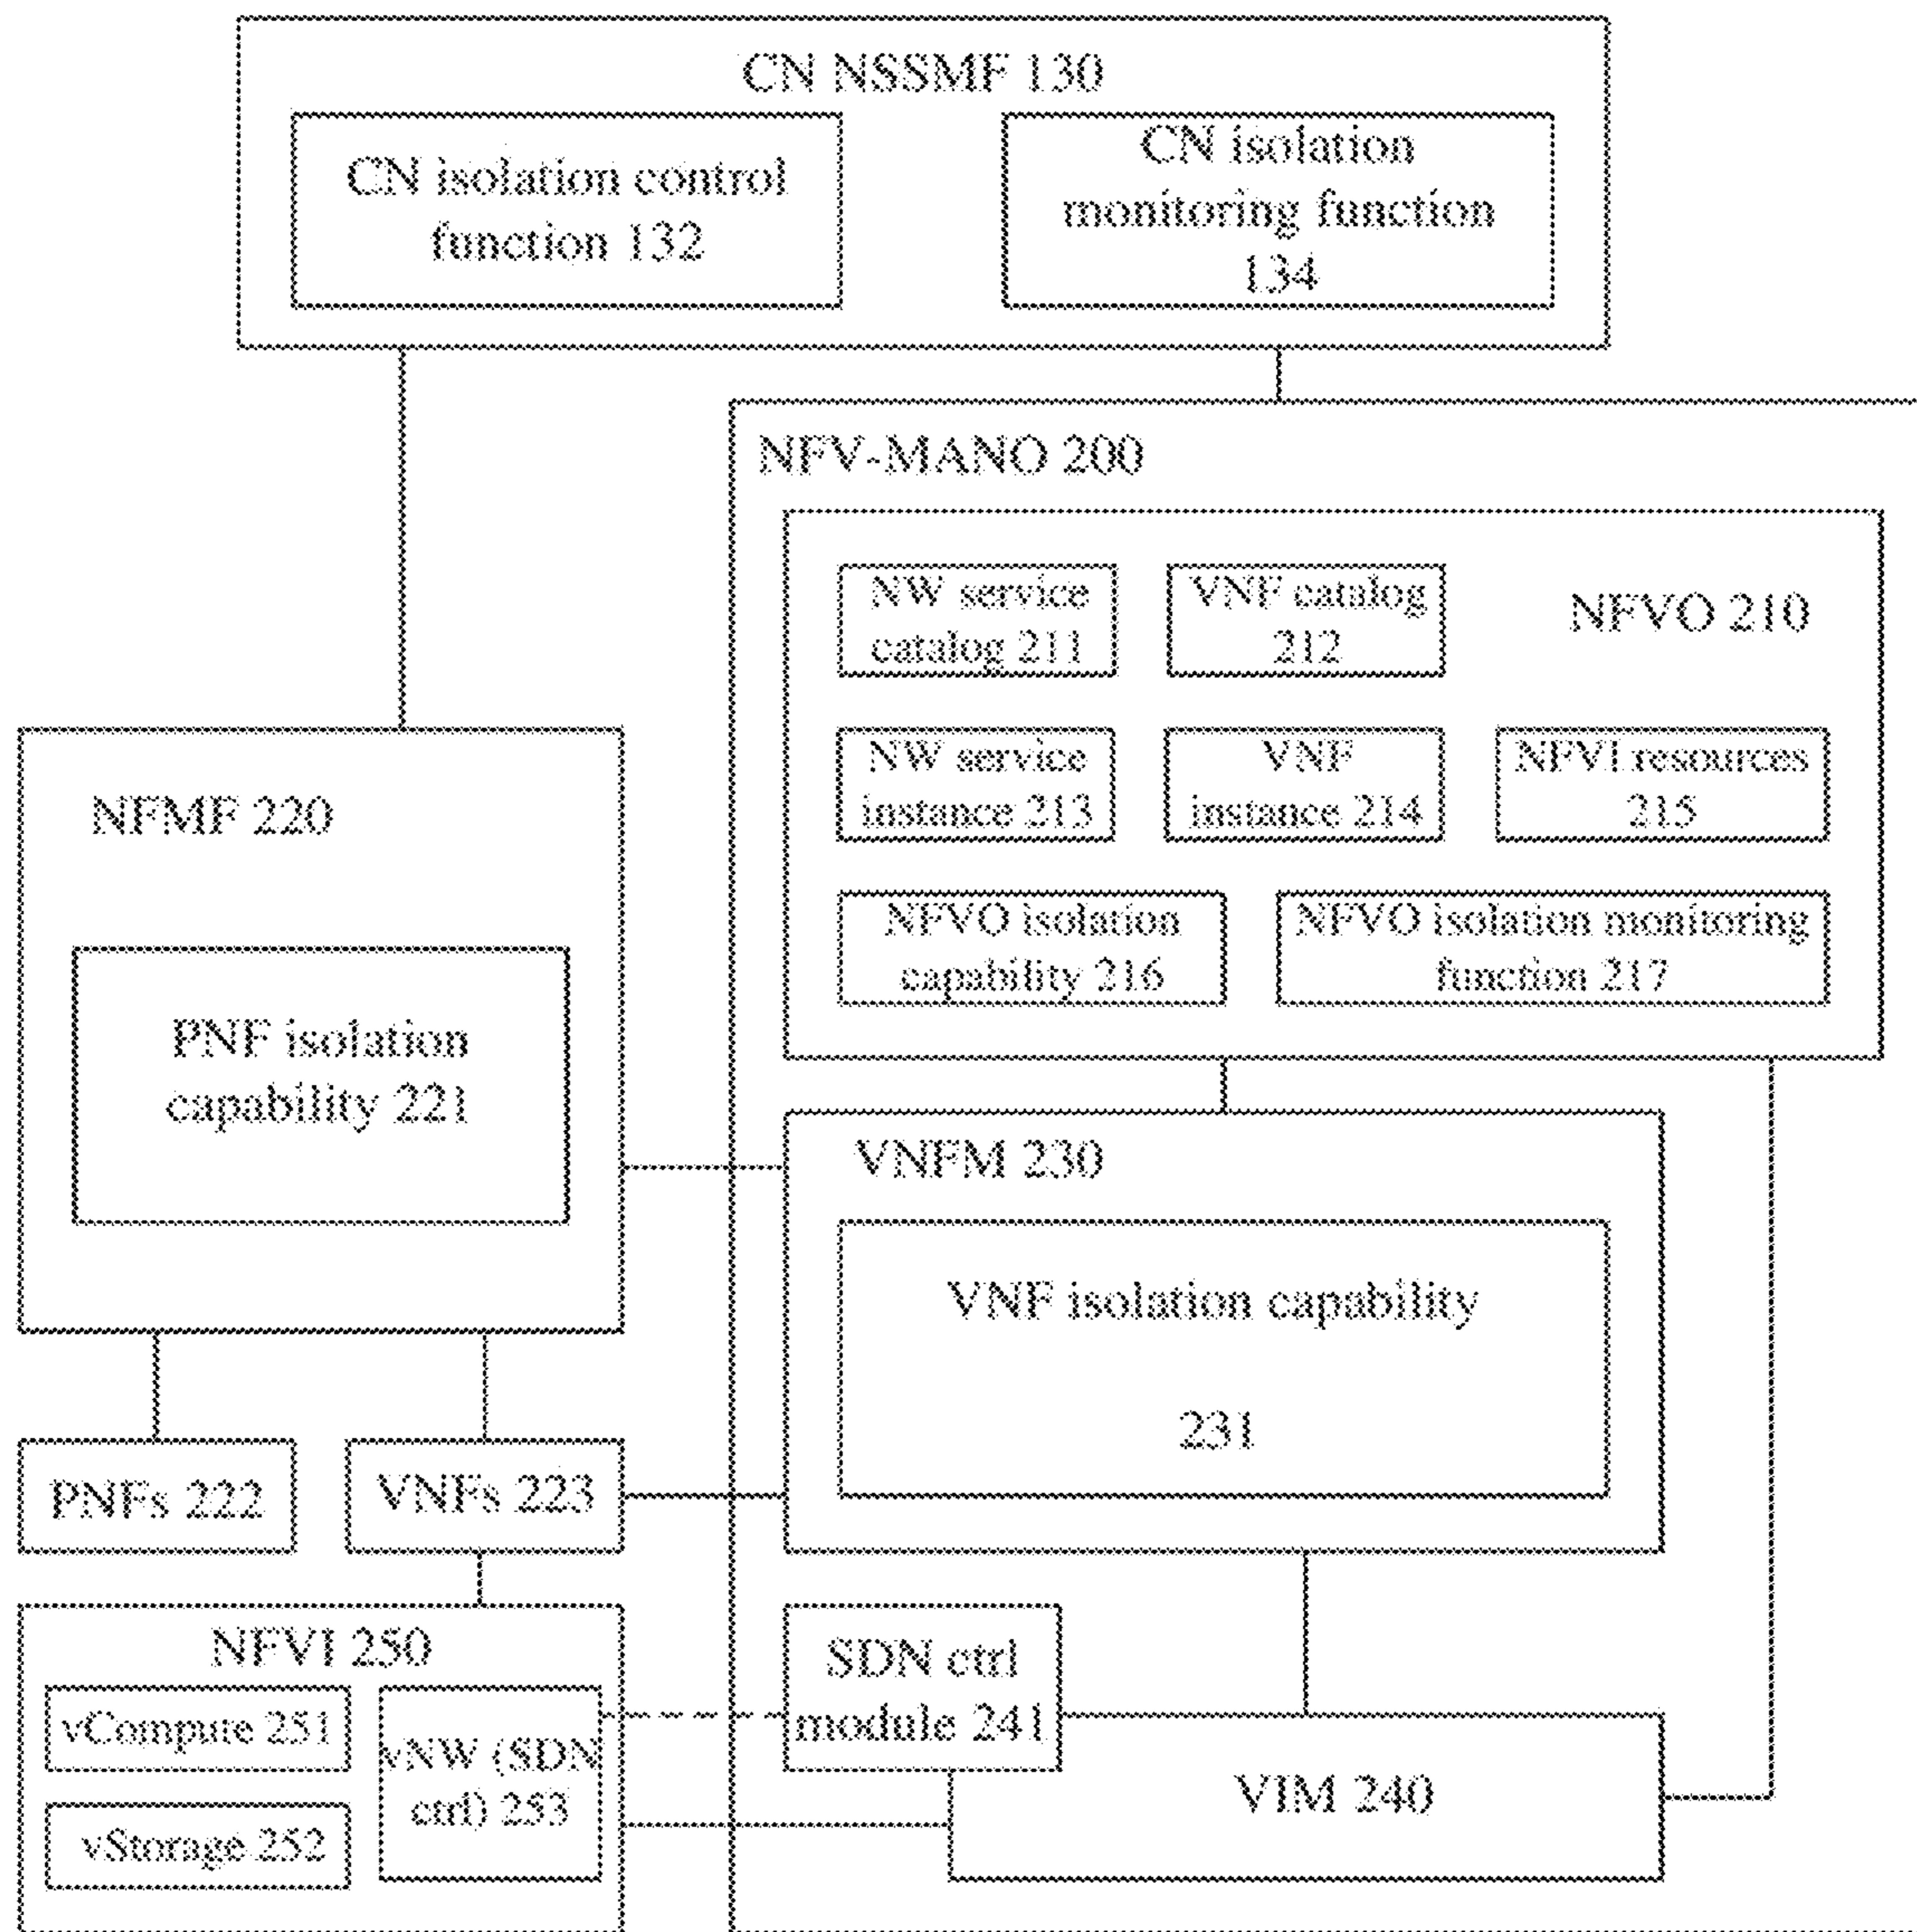 CN NSSMF 130
CN isolation control
function 132
CN isolation
monitoring function
134
NFV-MANO 200
NW service
catalog 211
VNF catalog
212
NFVO 210
NW service
instance 213
VNF
instance 214
NFVI resources
215
NFVO isolation
capability 216
NFVO isolation monitoring
function 217
NFMF 220
PNF isolation
capability 221
VNFM 230
VNF isolation capability
231
PNFs 222
VNFs 223
NFVI 250
vCompute 251
vStorage 252
vNW (SDN
ctrl) 253
SDN ctrl
module 241
VIM 240